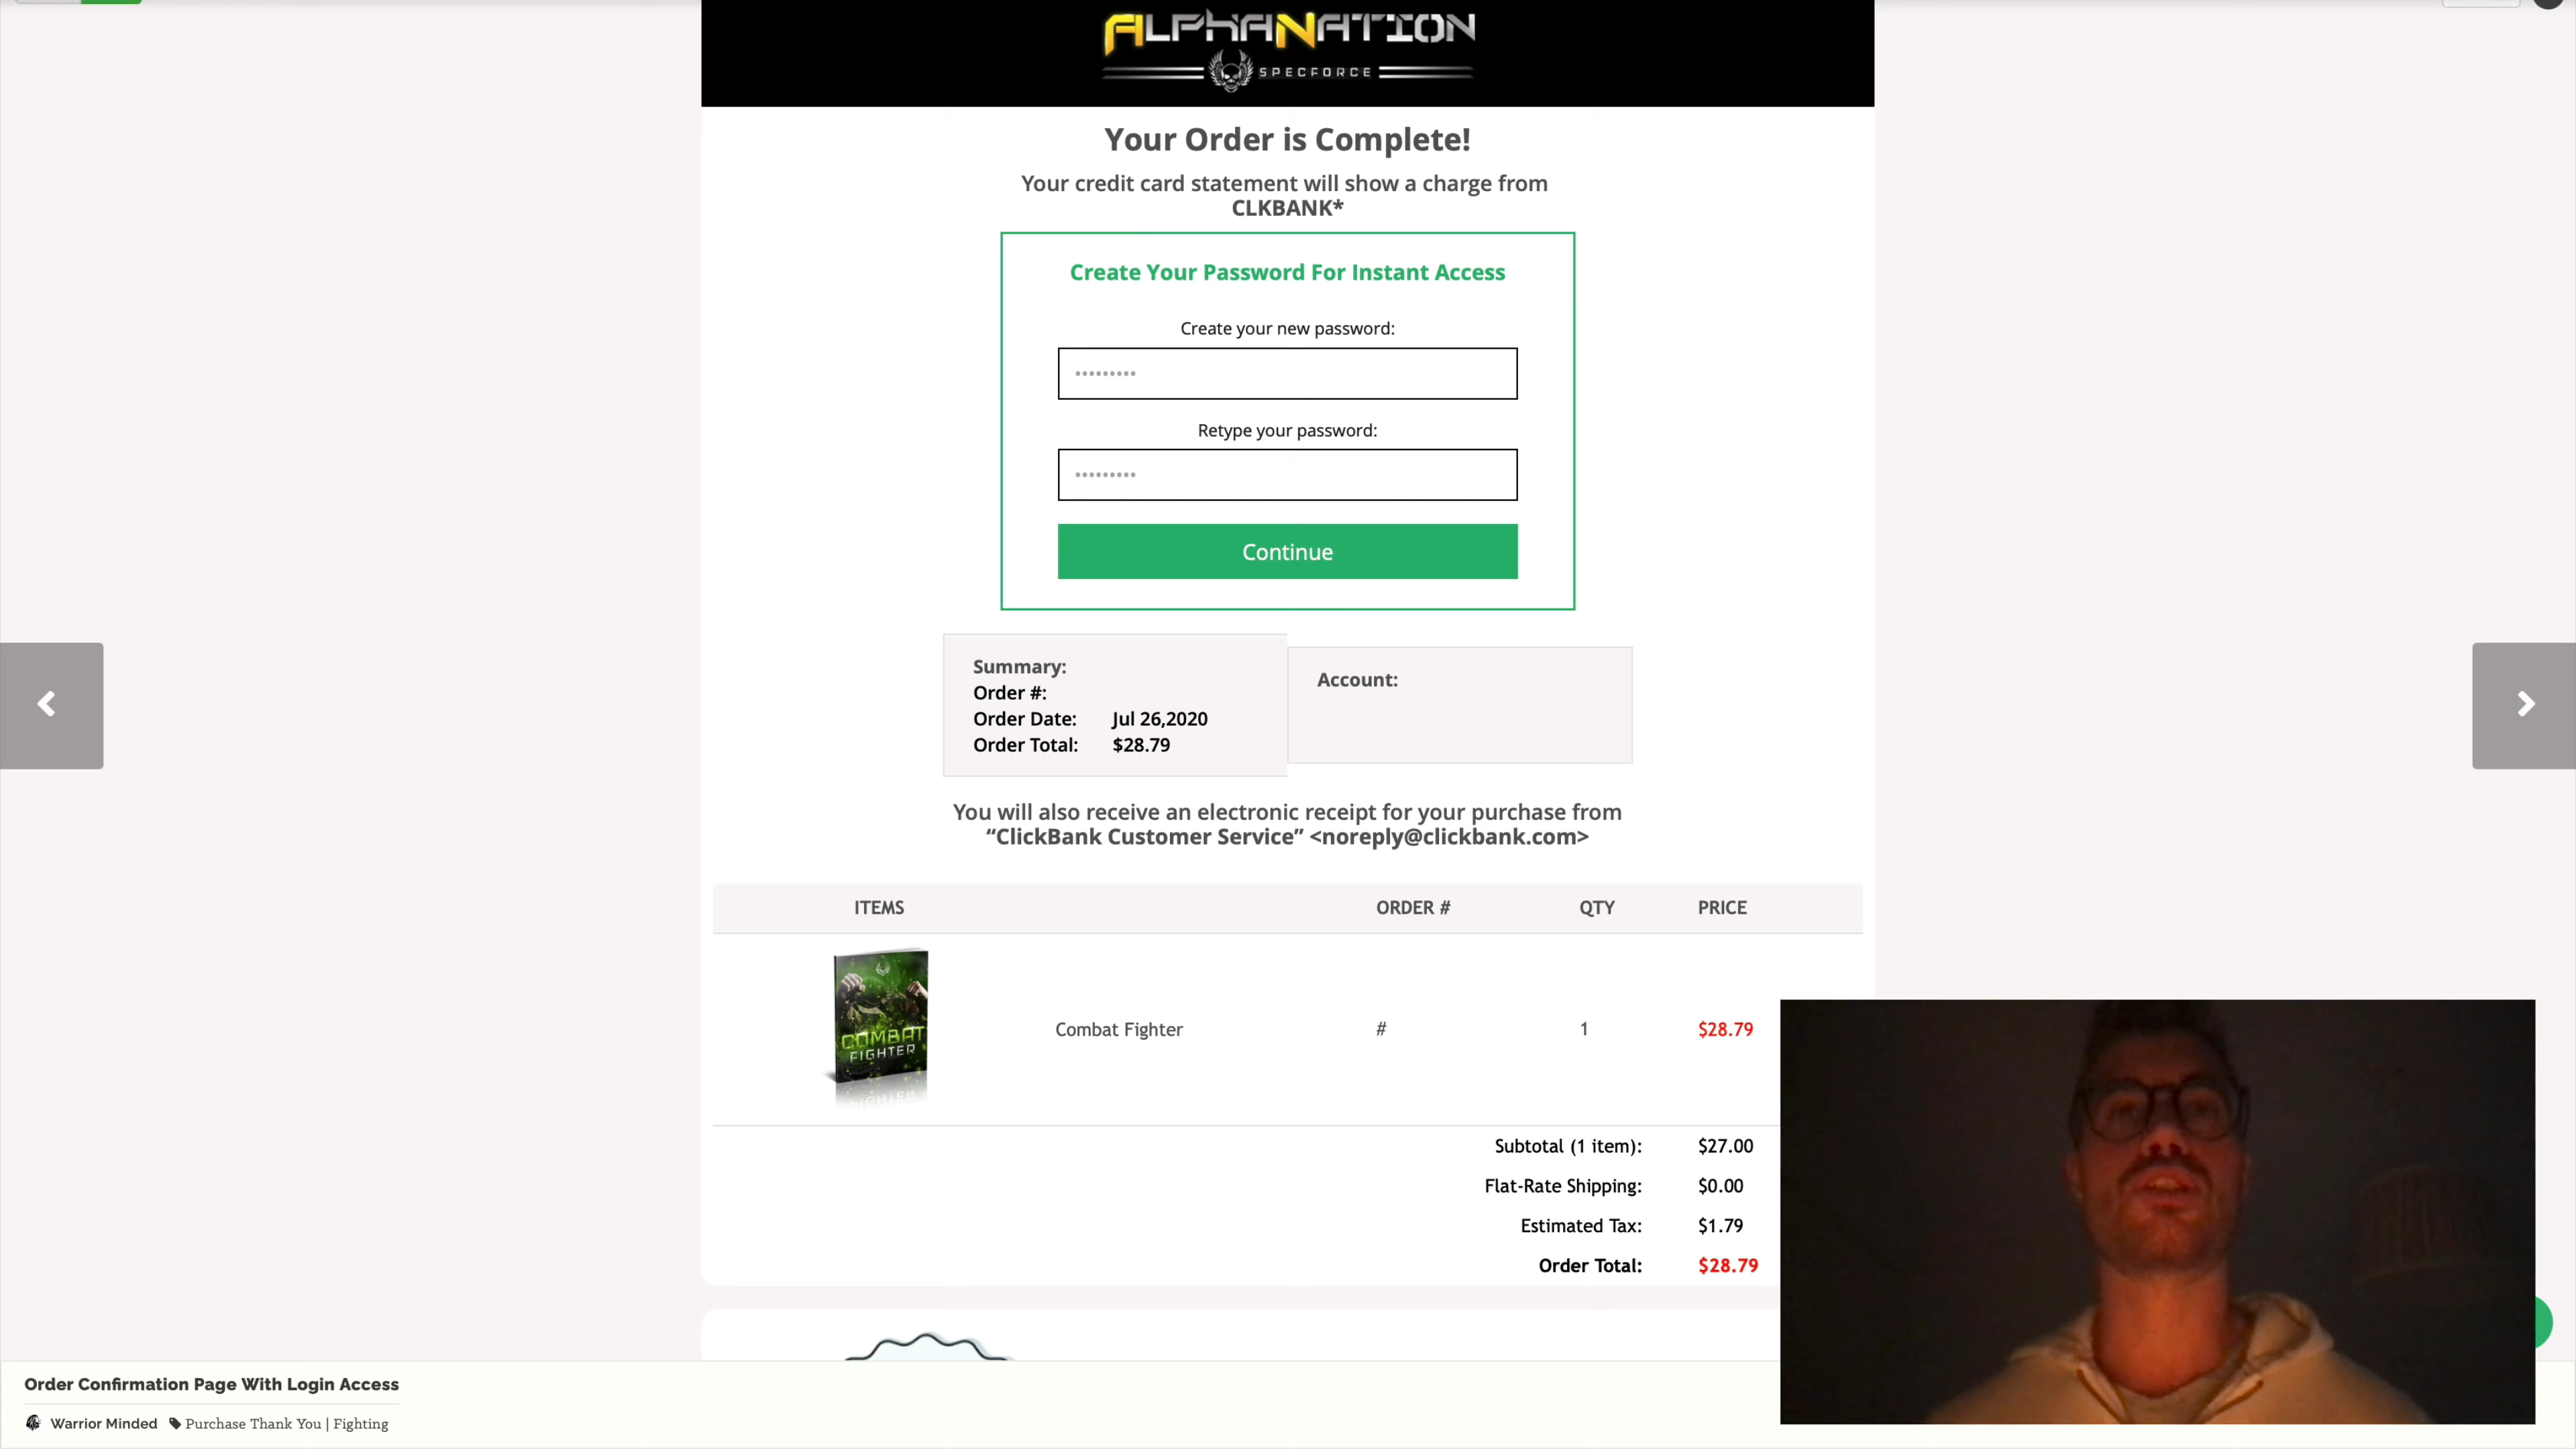 ALPHANATION
SPECFORCE
Your Order is Complete!
Your credit card statement will show a charge from
CLKBANK*
Create Your Password For Instant Access
Create your new password:
•••••••••
Retype your password:
•••••••••
Continue
Summary:
Order #:
Order Date: Jul 26,2020
Order Total: $28.79
Account:
You will also receive an electronic receipt for your purchase from
“ClickBank Customer Service” <noreply@clickbank.com>
ITEMS ORDER # QTY PRICE
COMBAT
FIGHTER
Combat Fighter # 1 $28.79
Subtotal (1 item): $27.00
Flat-Rate Shipping: $0.00
Estimated Tax: $1.79
Order Total: $28.79
Order Confirmation Page With Login Access
Warrior Minded Purchase Thank You | Fighting